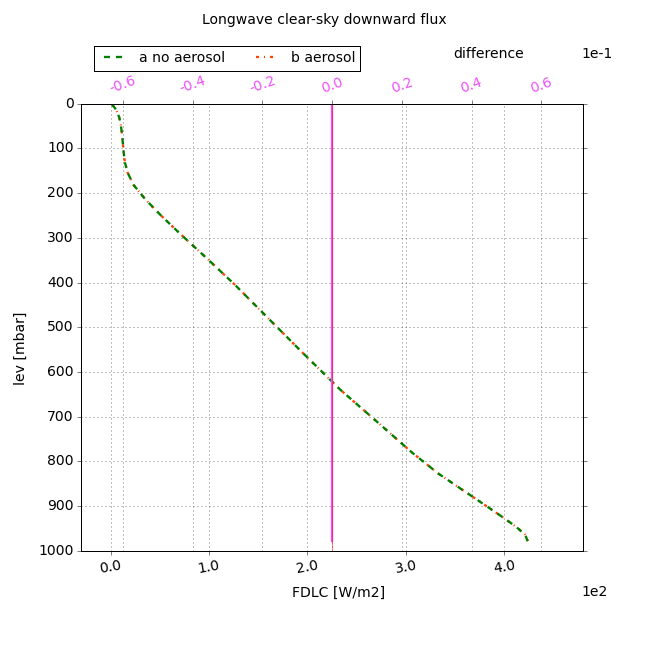 Longwave clear-sky downward flux
a no aerosol b aerosol difference 1e-1
-0.6 -0.4 -0.2 0.0 0.2 0.4 0.6
0
100
200
300
400
500
600
700
800
900
1000
lev [mbar]
0.0 1.0 2.0 3.0 4.0
FDLC [W/m2] 1e2